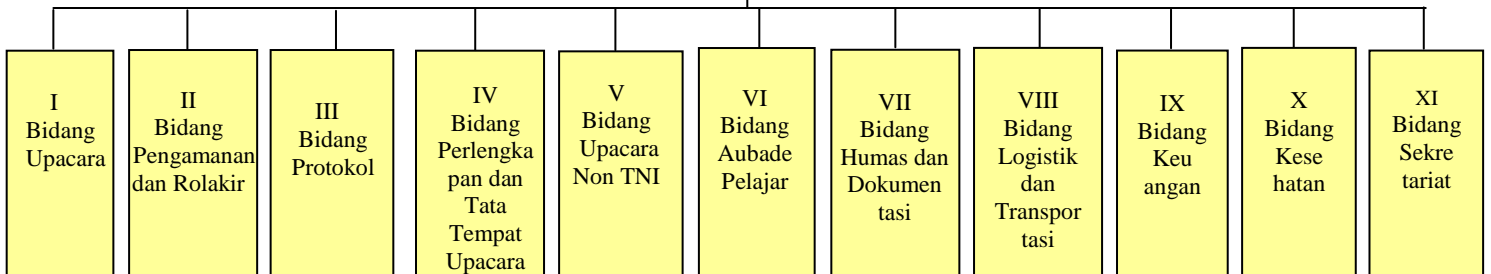 I
Bidang
Upacara
II
Bidang
Pengamanan
dan Rolakir
III
Bidang
Protokol
IV
Bidang
Perlengka
pan dan
Tata
Tempat
Upacara
V
Bidang
Upacara
Non TNI
VI
Bidang
Aubade
Pelajar
VII
Bidang
Humas dan
Dokumen
tasi
VIII
Bidang
Logistik
dan
Transpor
tasi
IX
Bidang
Keu
angan
X
Bidang
Kese
hatan
XI
Bidang
Sekre
tariat